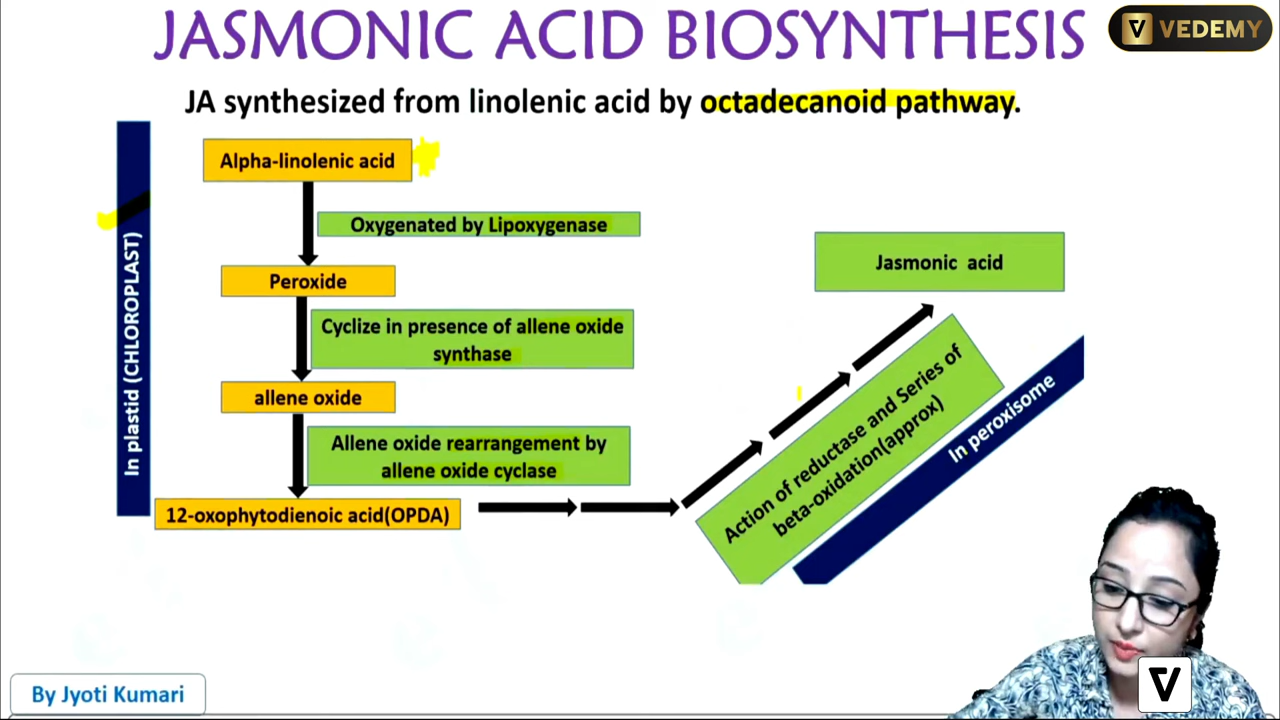 JASMONIC ACID BIOSYNTHESIS
VEDEMY
JA synthesized from linolenic acid by octadecanoid pathway.
In plastid (CHLOROPLAST)
Alpha-linolenic acid
Oxygenated by Lipoxygenase
Peroxide
Cyclize in presence of allene oxide
synthase
allene oxide
Allene oxide rearrangement by
allene oxide cyclase
12-oxophytodienoic acid(OPDA)
Action of reductase and Series of
beta-oxidation(approx)
In peroxisome
Jasmonic acid
By Jyoti Kumari